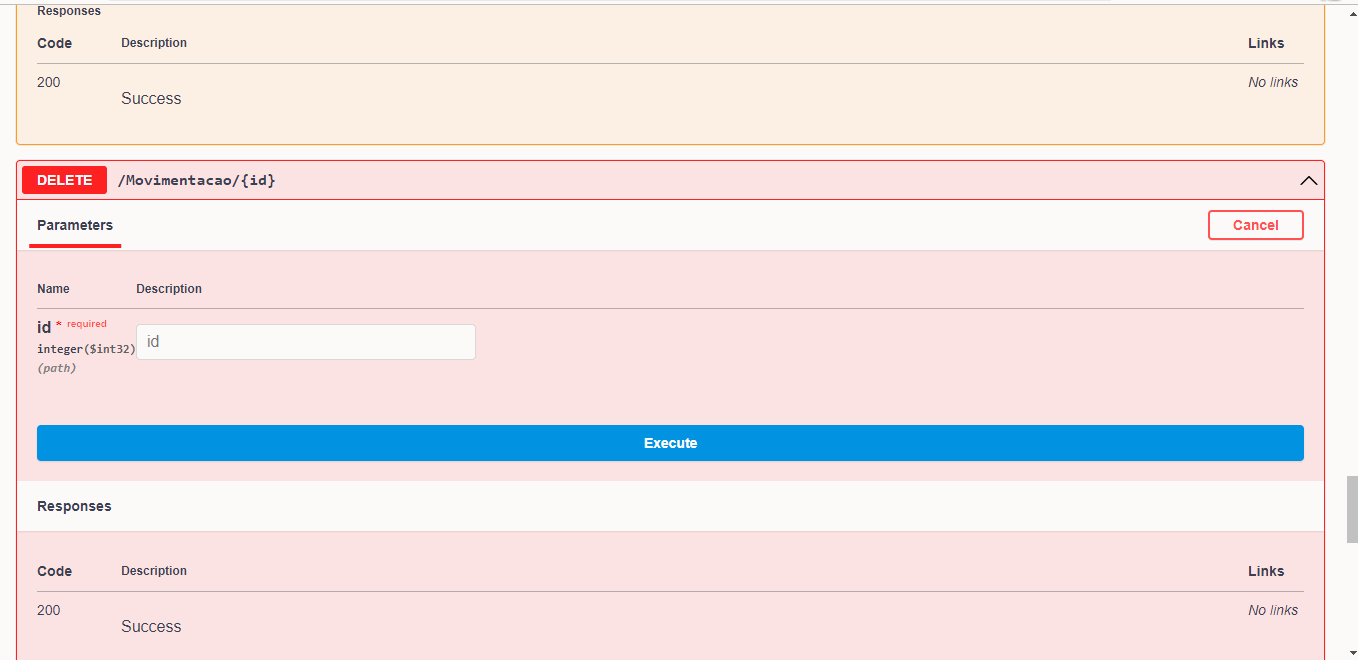 Responses
Code Description Links
200 No links
Success
DELETE /Movimentacao/{id}
Parameters Cancel
Name Description
id * required
id
integer($int32)
(path)
Execute
Responses
Code Description Links
200 No links
Success